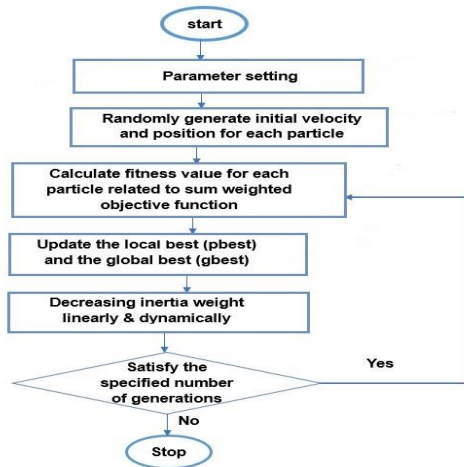 start
Parameter setting
Randomly generate initial velocity
and position for each particle
Calculate fitness value for each
particle related to sum weighted
objective function
Update the local best (pbest)
and the global best (gbest)
Decreasing inertia weight
linearly & dynamically
Satisfy the
specified number
of generations
Yes
No
Stop